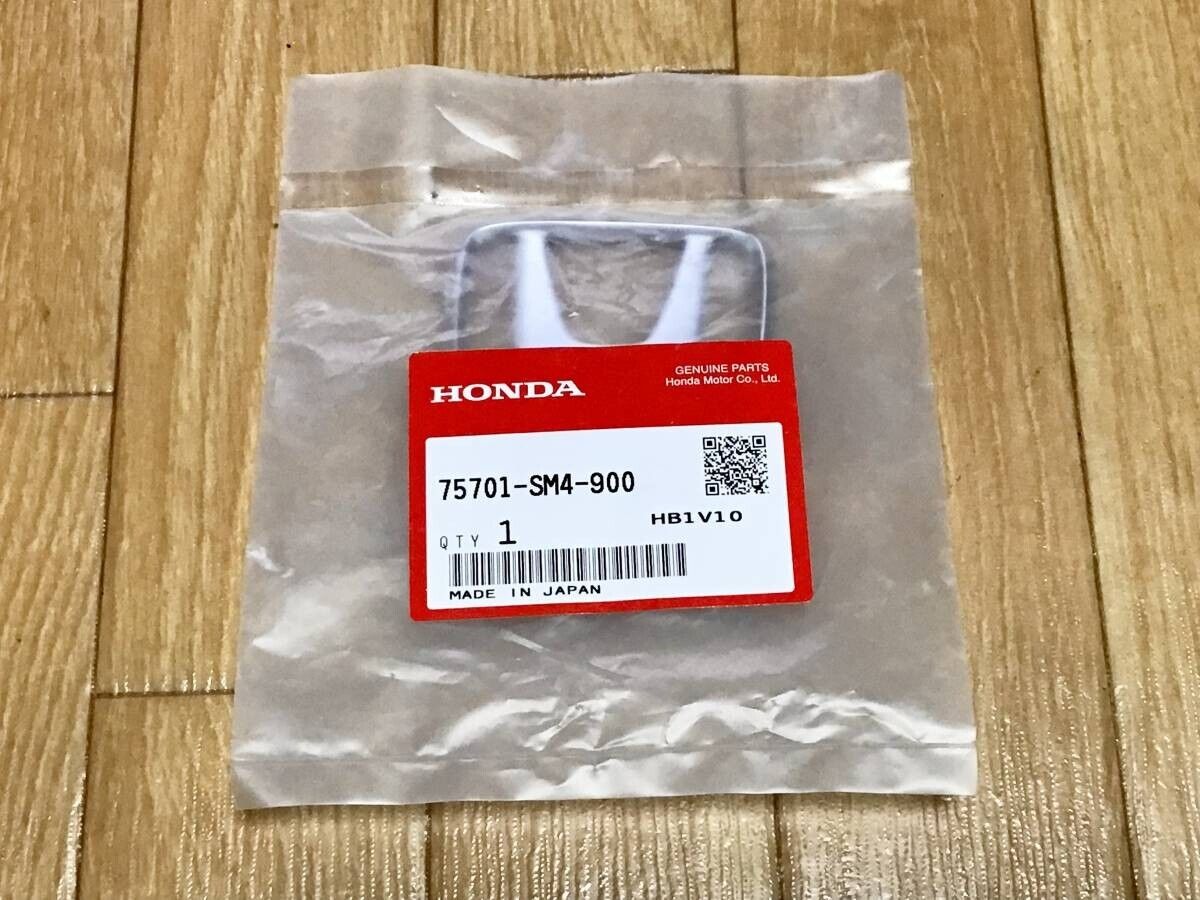 HONDA
GENUINE PARTS
Honda Motor Co., Ltd.
75701-SM4-900
QTY 1
HB1V10
MADE IN JAPAN